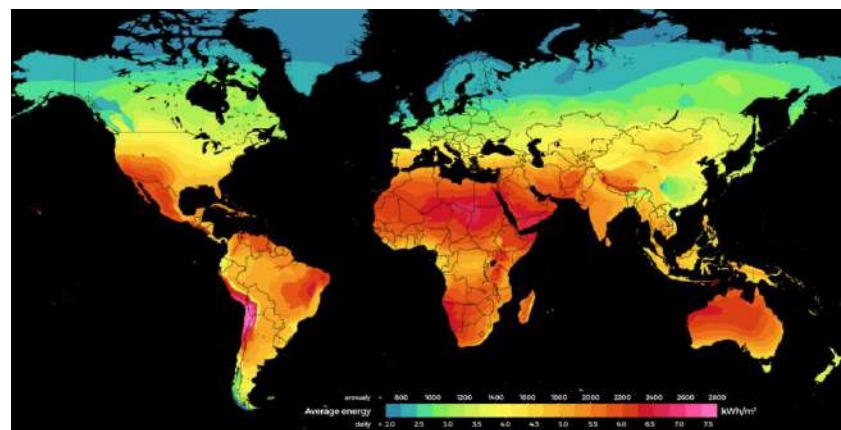 annually < 800 1000 1200 1400 1600 1800 2000 2200 2400 2600 2800
Average energy kWh/m²
daily < 2.0 2.5 3.0 3.5 4.0 4.5 5.0 5.5 6.0 6.5 7.0 7.5